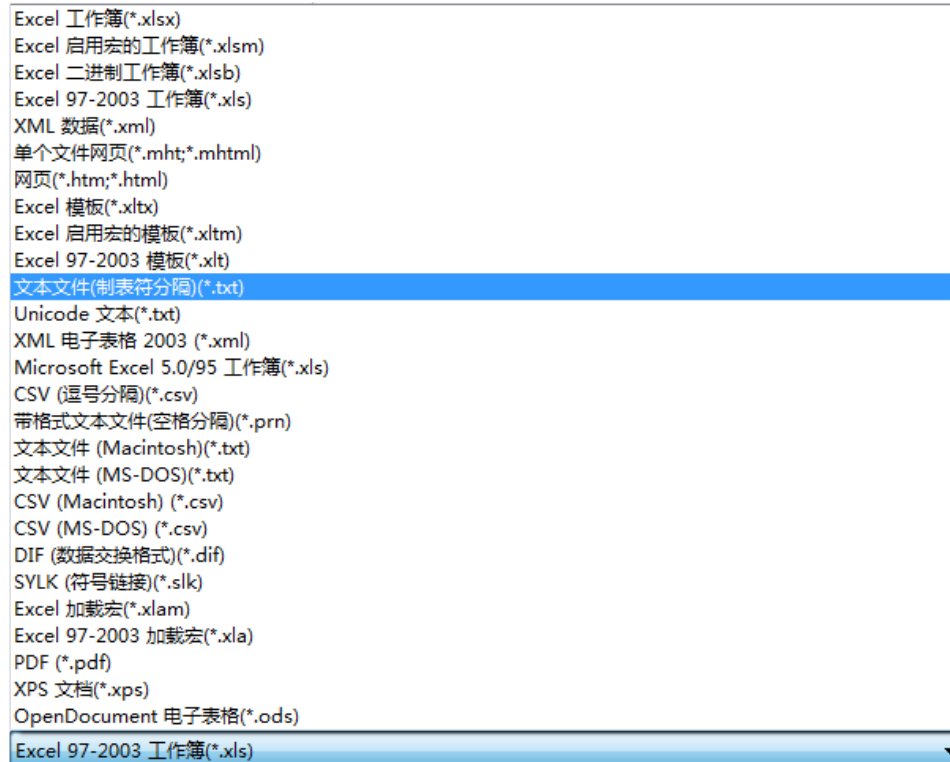 Excel 工作簿(*.xlsx)
Excel 启用宏的工作簿(*.xlsm)
Excel 二进制工作簿(*.xlsb)
Excel 97-2003 工作簿(*.xls)
XML 数据(*.xml)
单个文件网页(*.mht;*.mhtml)
网页(*.htm;*.html)
Excel 模板(*.xltx)
Excel 启用宏的模板(*.xltm)
Excel 97-2003 模板(*.xlt)
文本文件(制表符分隔)(*.txt)
Unicode 文本(*.txt)
XML 电子表格 2003 (*.xml)
Microsoft Excel 5.0/95 工作簿(*.xls)
CSV (逗号分隔)(*.csv)
带格式文本文件(空格分隔)(*.prn)
文本文件 (Macintosh)(*.txt)
文本文件 (MS-DOS)(*.txt)
CSV (Macintosh) (*.csv)
CSV (MS-DOS) (*.csv)
DIF (数据交换格式)(*.dif)
SYLK (符号链接)(*.slk)
Excel 加载宏(*.xlam)
Excel 97-2003 加载宏(*.xla)
PDF (*.pdf)
XPS 文档(*.xps)
OpenDocument 电子表格(*.ods)
Excel 97-2003 工作簿(*.xls)